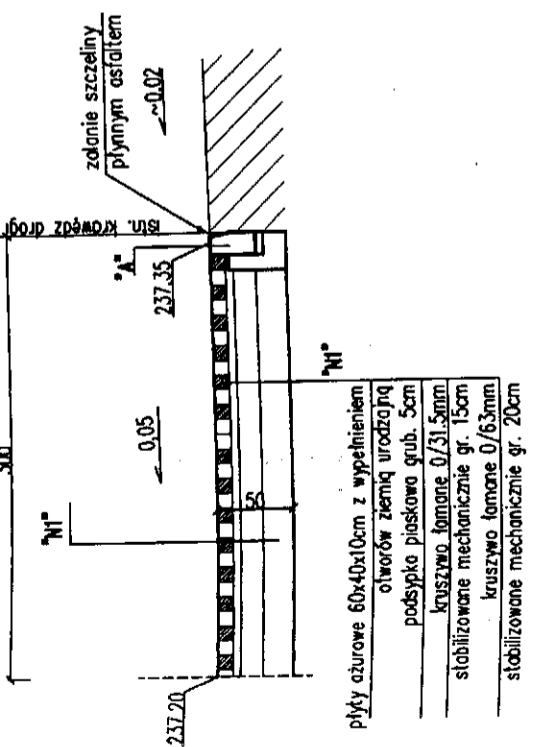 zalanie szczeliny
płynnym asfaltem
~0.02
istn. krawędź drogi
"A"
237.35
0,05
"N1"
50
237.20
"N1"
płyty ażurowe 60x40x10cm z wypełnieniem
otworów ziemią urodzajną
podsypka piaskowa grub. 5cm
kruszywo łamane 0/31.5mm
stabilizowane mechanicznie gr. 15cm
kruszywo łamane 0/63mm
stabilizowane mechanicznie gr. 20cm